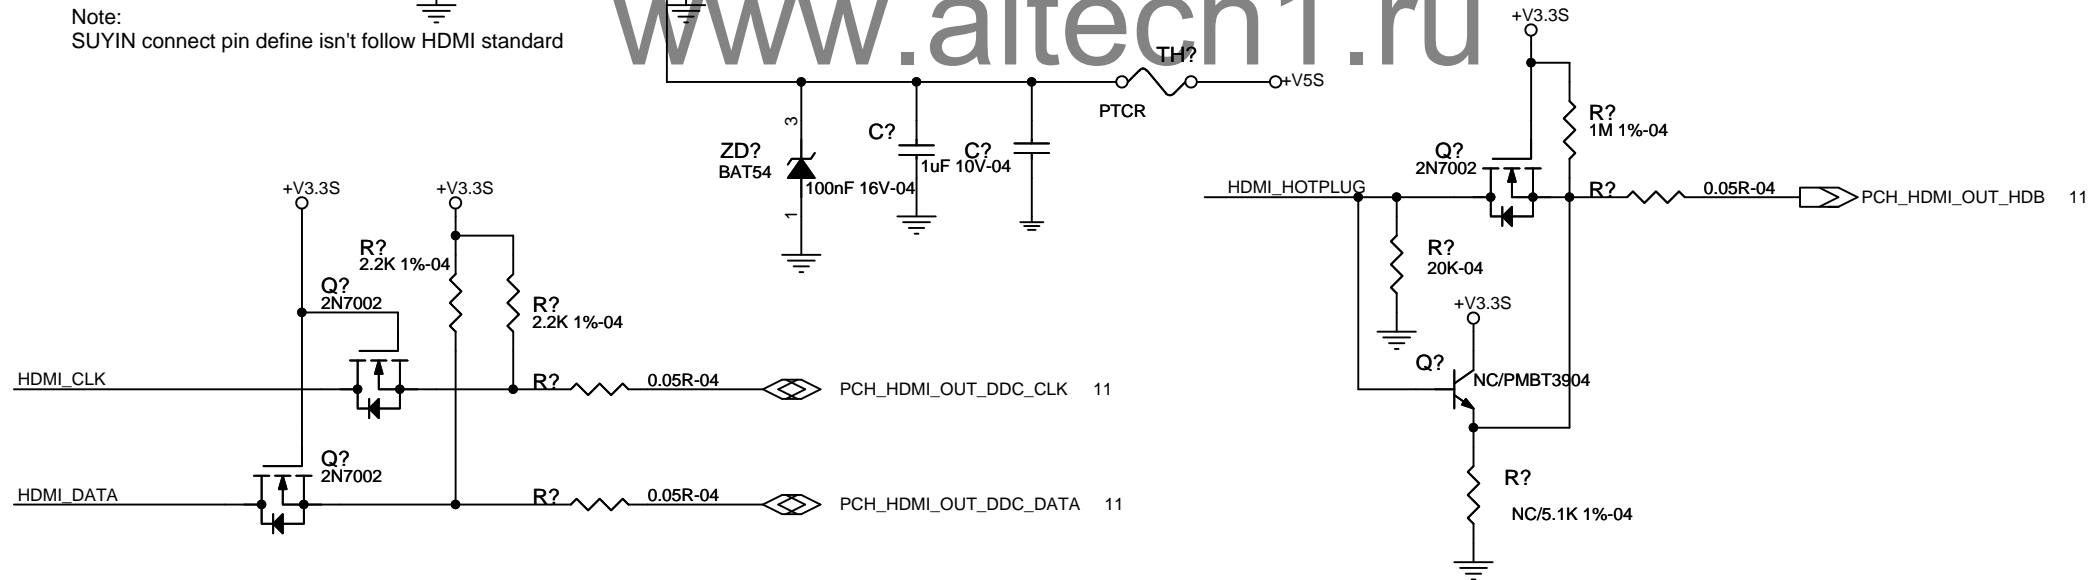 Note:
SUYIN connect pin define isn't follow HDMI standard
www.altech1.ru
+V3.3S
TH?
+V5S
PTCR
3
ZD?
BAT54
1
C?
100nF 16V-04
C?
1uF 10V-04
R?
1M 1%-04
Q?
2N7002
HDMI_HOTPLUG
R?
0.05R-04
PCH_HDMI_OUT_HDB 11
R?
20K-04
+V3.3S
Q?
NC/PMBT3904
R?
NC/5.1K 1%-04
+V3.3S
+V3.3S
R?
2.2K 1%-04
Q?
2N7002
R?
2.2K 1%-04
HDMI_CLK
R?
0.05R-04
PCH_HDMI_OUT_DDC_CLK 11
Q?
2N7002
HDMI_DATA
R?
0.05R-04
PCH_HDMI_OUT_DDC_DATA 11